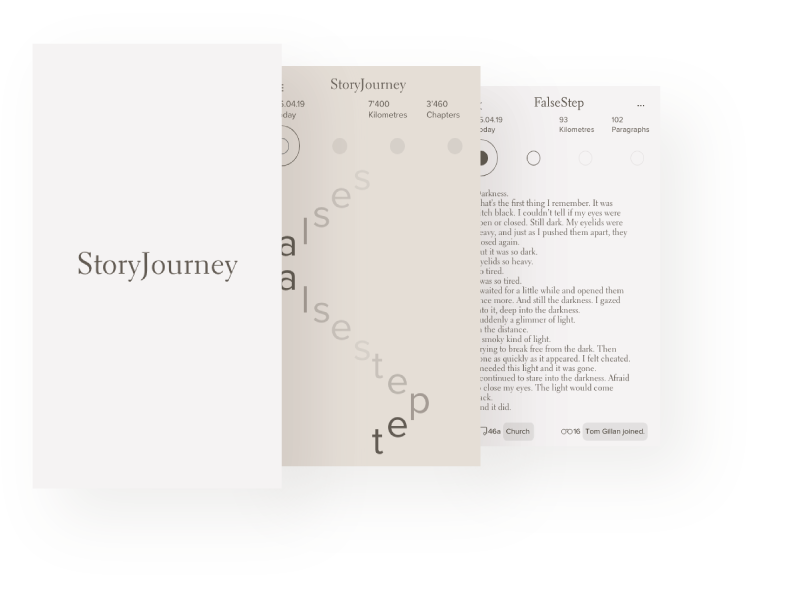 StoryJourney
StoryJourney
5.04.19
oday
7'400
Kilometres
3'460
Chapters
alses
alsestep
te
FalseStep
...
5.04.19
oday
93
Kilometres
102
Paragraphs
arkness.
hat's the first thing I remember. It was
itch black. I couldn't tell if my eyes were
pen or closed. Still dark. My eyelids were
eavy, and just as I pushed them apart, they
osed again.
ut it was so dark.
yelids so heavy.
o tired.
was so tired.
waited for a little while and opened them
nce more. And still the darkness. I gazed
nto it, deep into the darkness.
uddenly a glimmer of light.
n the distance.
smoky kind of light.
rying to break free from the dark. Then
one as quickly as it appeared. I felt cheated.
needed this light and it was gone.
continued to stare into the darkness. Afraid
o close my eyes. The light would come
ack.
nd it did.
46a Church
16 Tom Gillan joined.